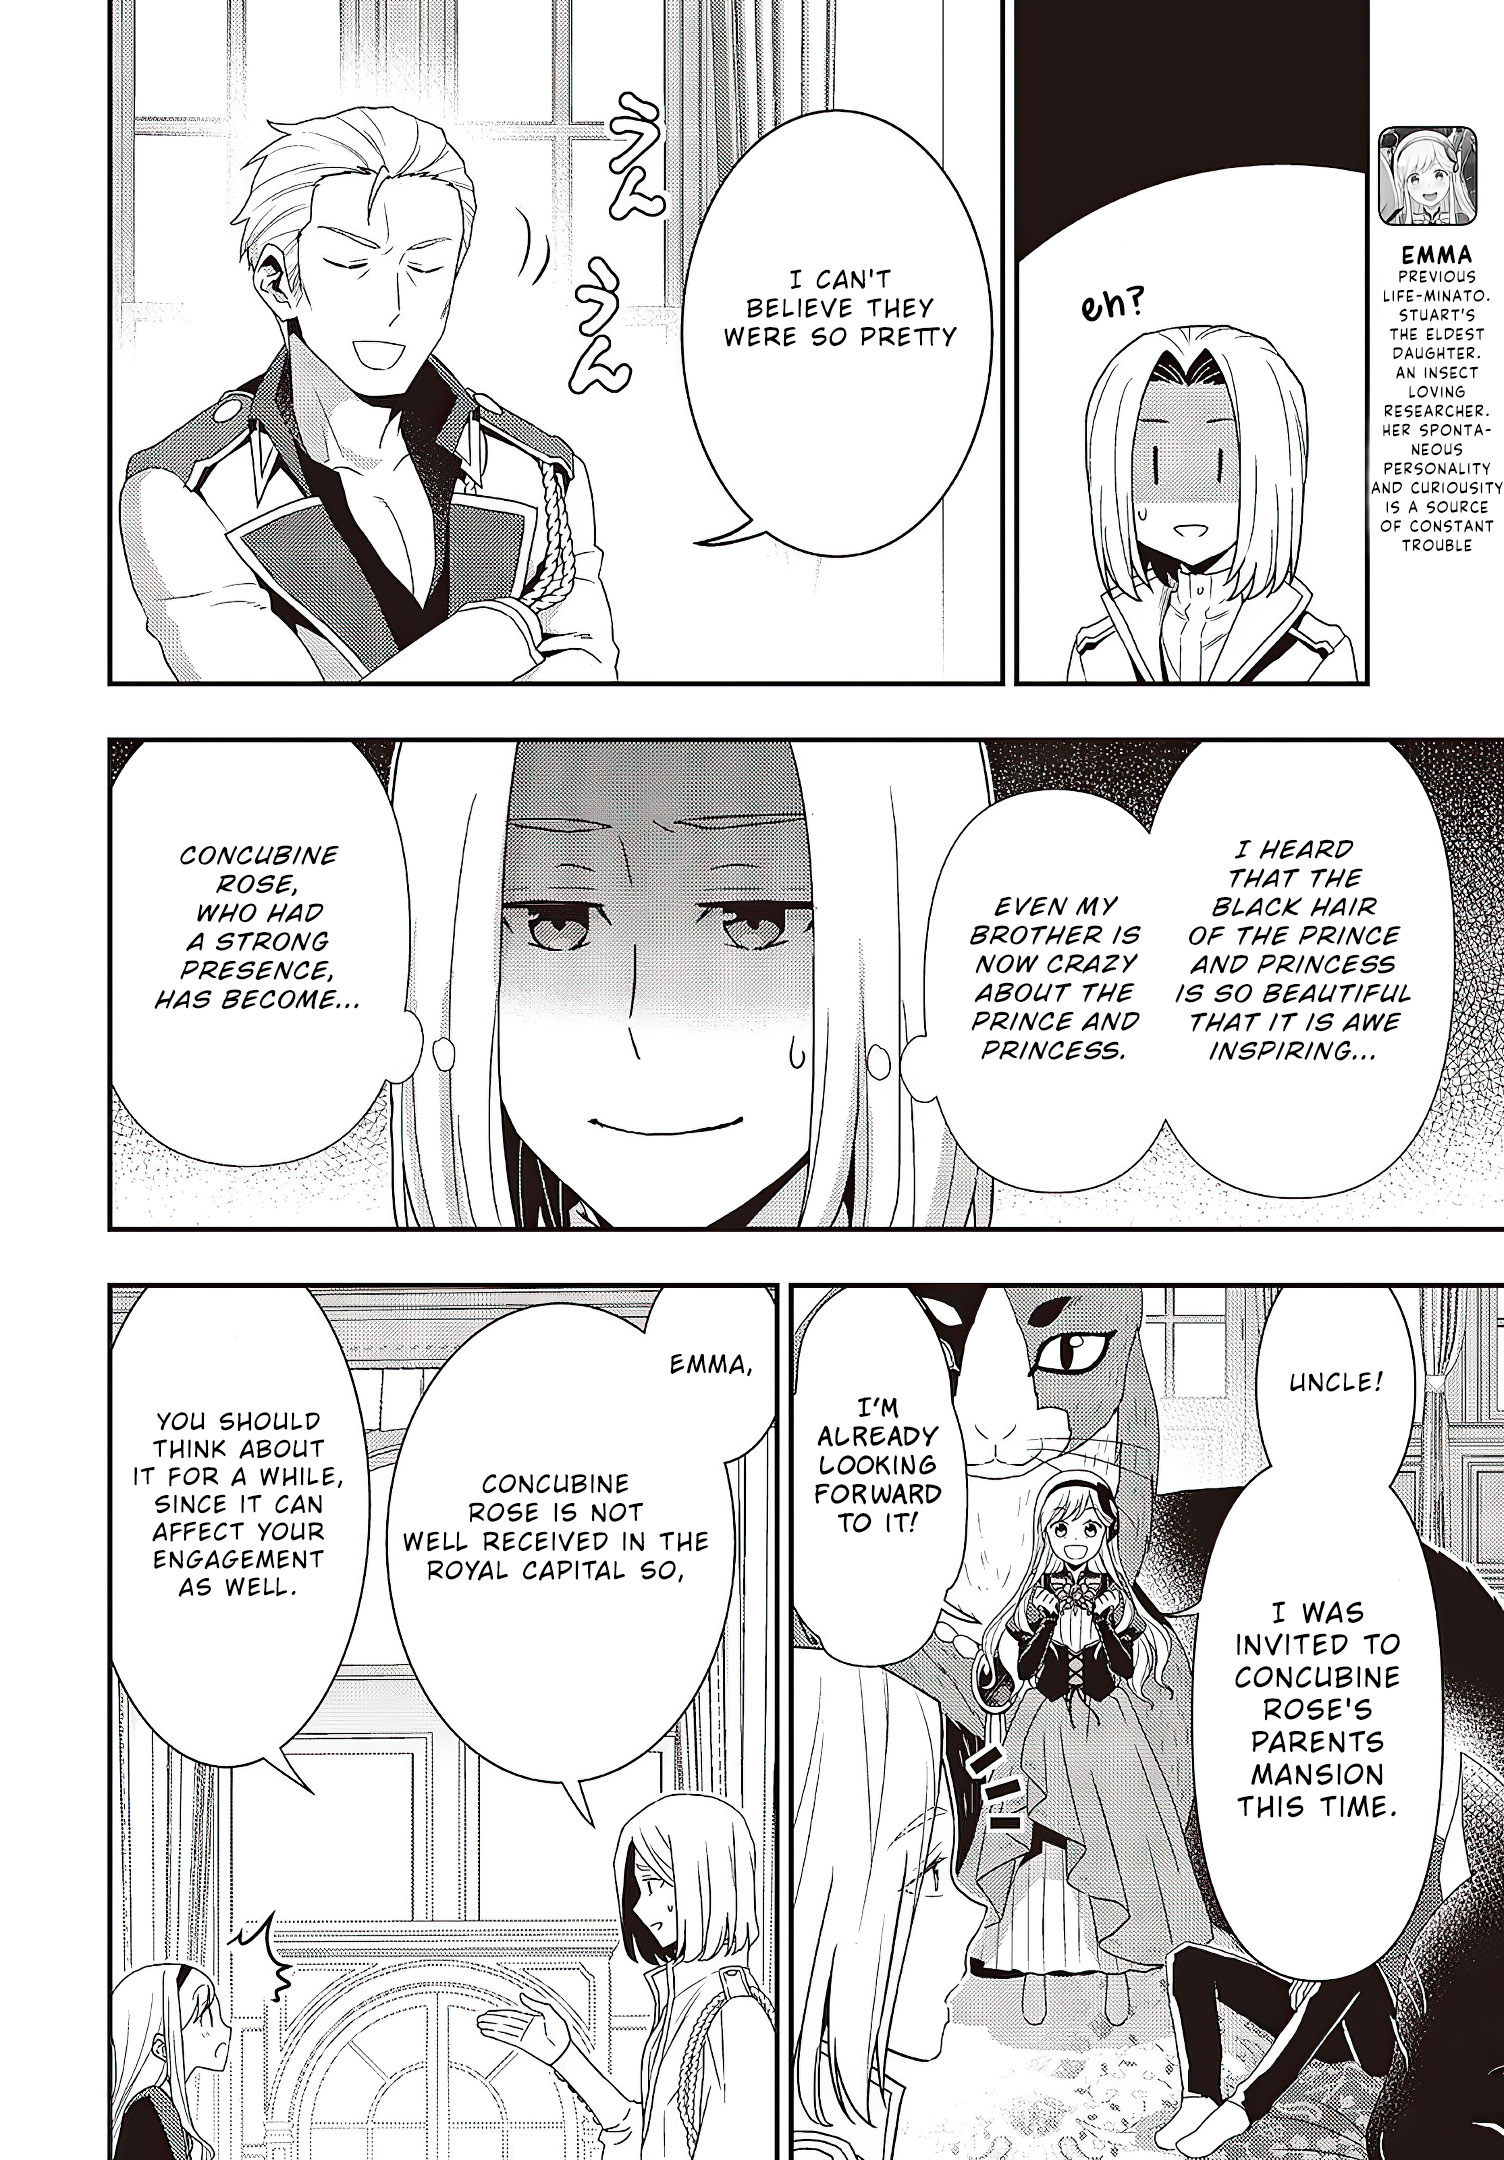 EMMA
PREVIOUS
LIFE-MINATO.
STUART'S
THE ELDEST
DAUGHTER.
AN INSECT
LOVING
RESEARCHER.
HER SPONTA-
NEOUS
PERSONALITY
AND CURIOUSITY
IS A SOURCE
OF CONSTANT
TROUBLE
eh?
I CAN'T
BELIEVE THEY
WERE SO PRETTY
うん
うん
I HEARD
THAT THE
BLACK HAIR
OF THE PRINCE
AND PRINCESS
IS SO BEAUTIFUL
THAT IT IS AWE
INSPIRING...
EVEN MY
BROTHER IS
NOW CRAZY
ABOUT THE
PRINCE AND
PRINCESS.
CONCUBINE
ROSE,
WHO HAD
A STRONG
PRESENCE,
HAS BECOME...
UNCLE!
I WAS
INVITED TO
CONCUBINE
ROSE'S
PARENTS
MANSION
THIS TIME.
I'M
ALREADY
LOOKING
FORWARD
TO IT!
EMMA,
CONCUBINE
ROSE IS NOT
WELL RECEIVED IN THE
ROYAL CAPITAL SO,
YOU SHOULD
THINK ABOUT
IT FOR A WHILE,
SINCE IT CAN
AFFECT YOUR
ENGAGEMENT
AS WELL.